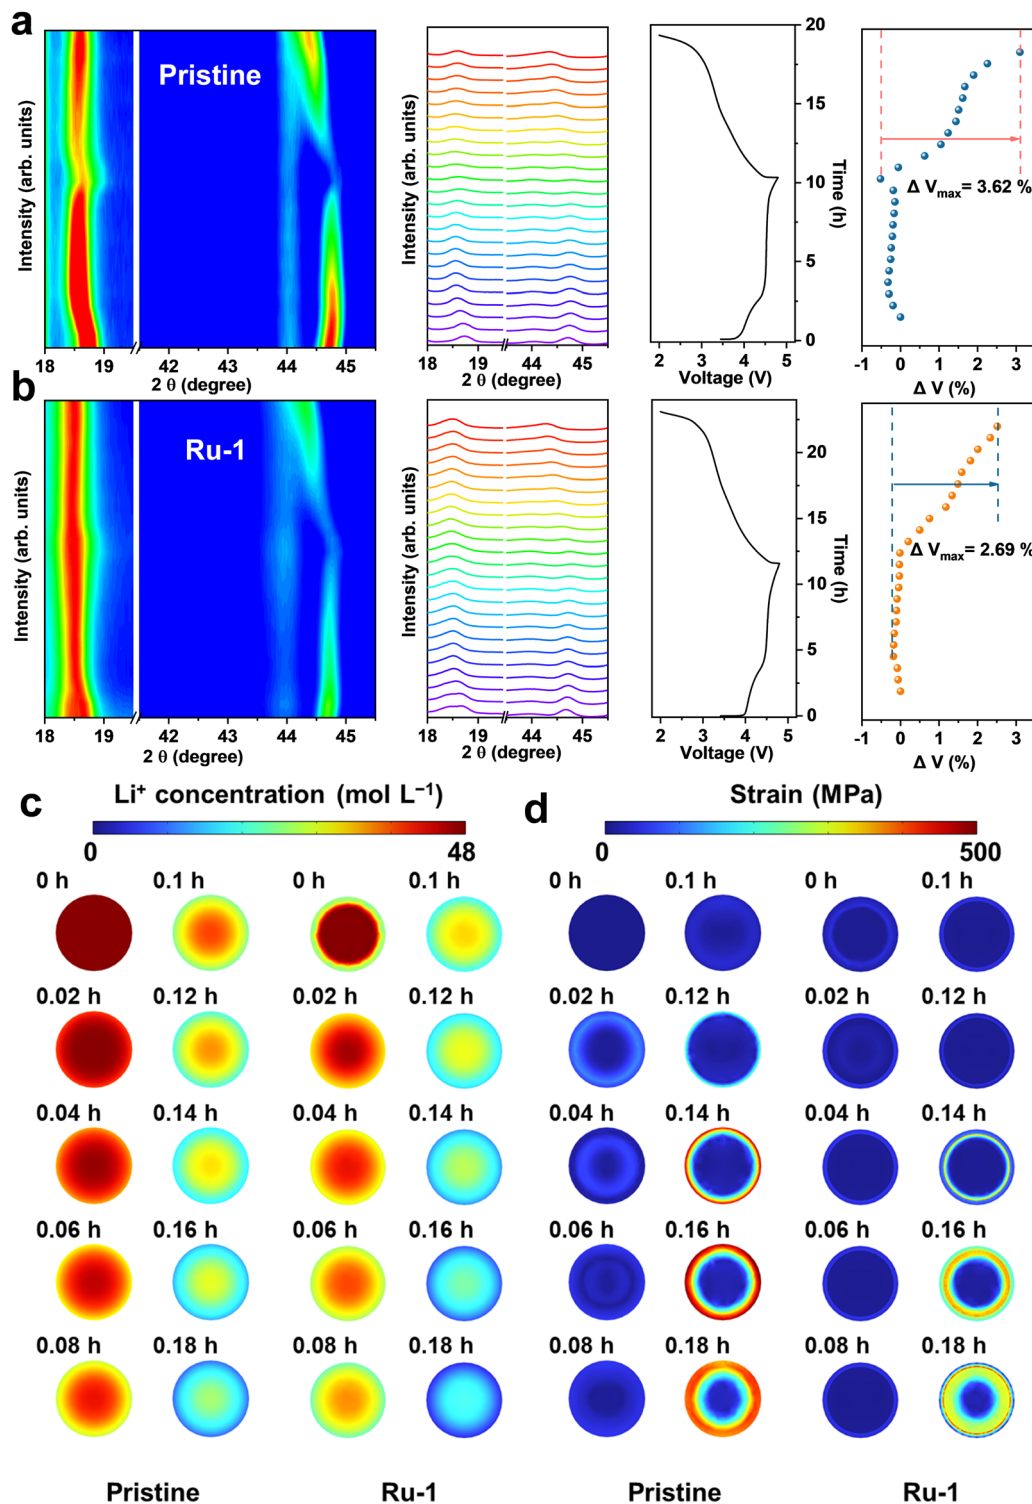 a
Pristine
Intensity (arb. units)
18 19 42 43 44 45
2 θ (degree)
Intensity (arb. units)
18 19 44 45
2 θ (degree)
2 3 4 5
Voltage (V)
0 5 10 15 20
Time (h)
Δ Vmax= 3.62 %
-1 0 1 2 3
Δ V (%)
b
Ru-1
Intensity (arb. units)
18 19 42 43 44 45
2 θ (degree)
Intensity (arb. units)
18 19 44 45
2 θ (degree)
2 3 4 5
Voltage (V)
0 5 10 15 20
Time (h)
Δ Vmax= 2.69 %
-1 0 1 2 3
Δ V (%)
c
Li⁺ concentration (mol L⁻¹)
0 48
0 h 0.1 h 0 h 0.1 h
0.02 h 0.12 h 0.02 h 0.12 h
0.04 h 0.14 h 0.04 h 0.14 h
0.06 h 0.16 h 0.06 h 0.16 h
0.08 h 0.18 h 0.08 h 0.18 h
Pristine Ru-1
d
Strain (MPa)
0 500
0 h 0.1 h 0 h 0.1 h
0.02 h 0.12 h 0.02 h 0.12 h
0.04 h 0.14 h 0.04 h 0.14 h
0.06 h 0.16 h 0.06 h 0.16 h
0.08 h 0.18 h 0.08 h 0.18 h
Pristine Ru-1